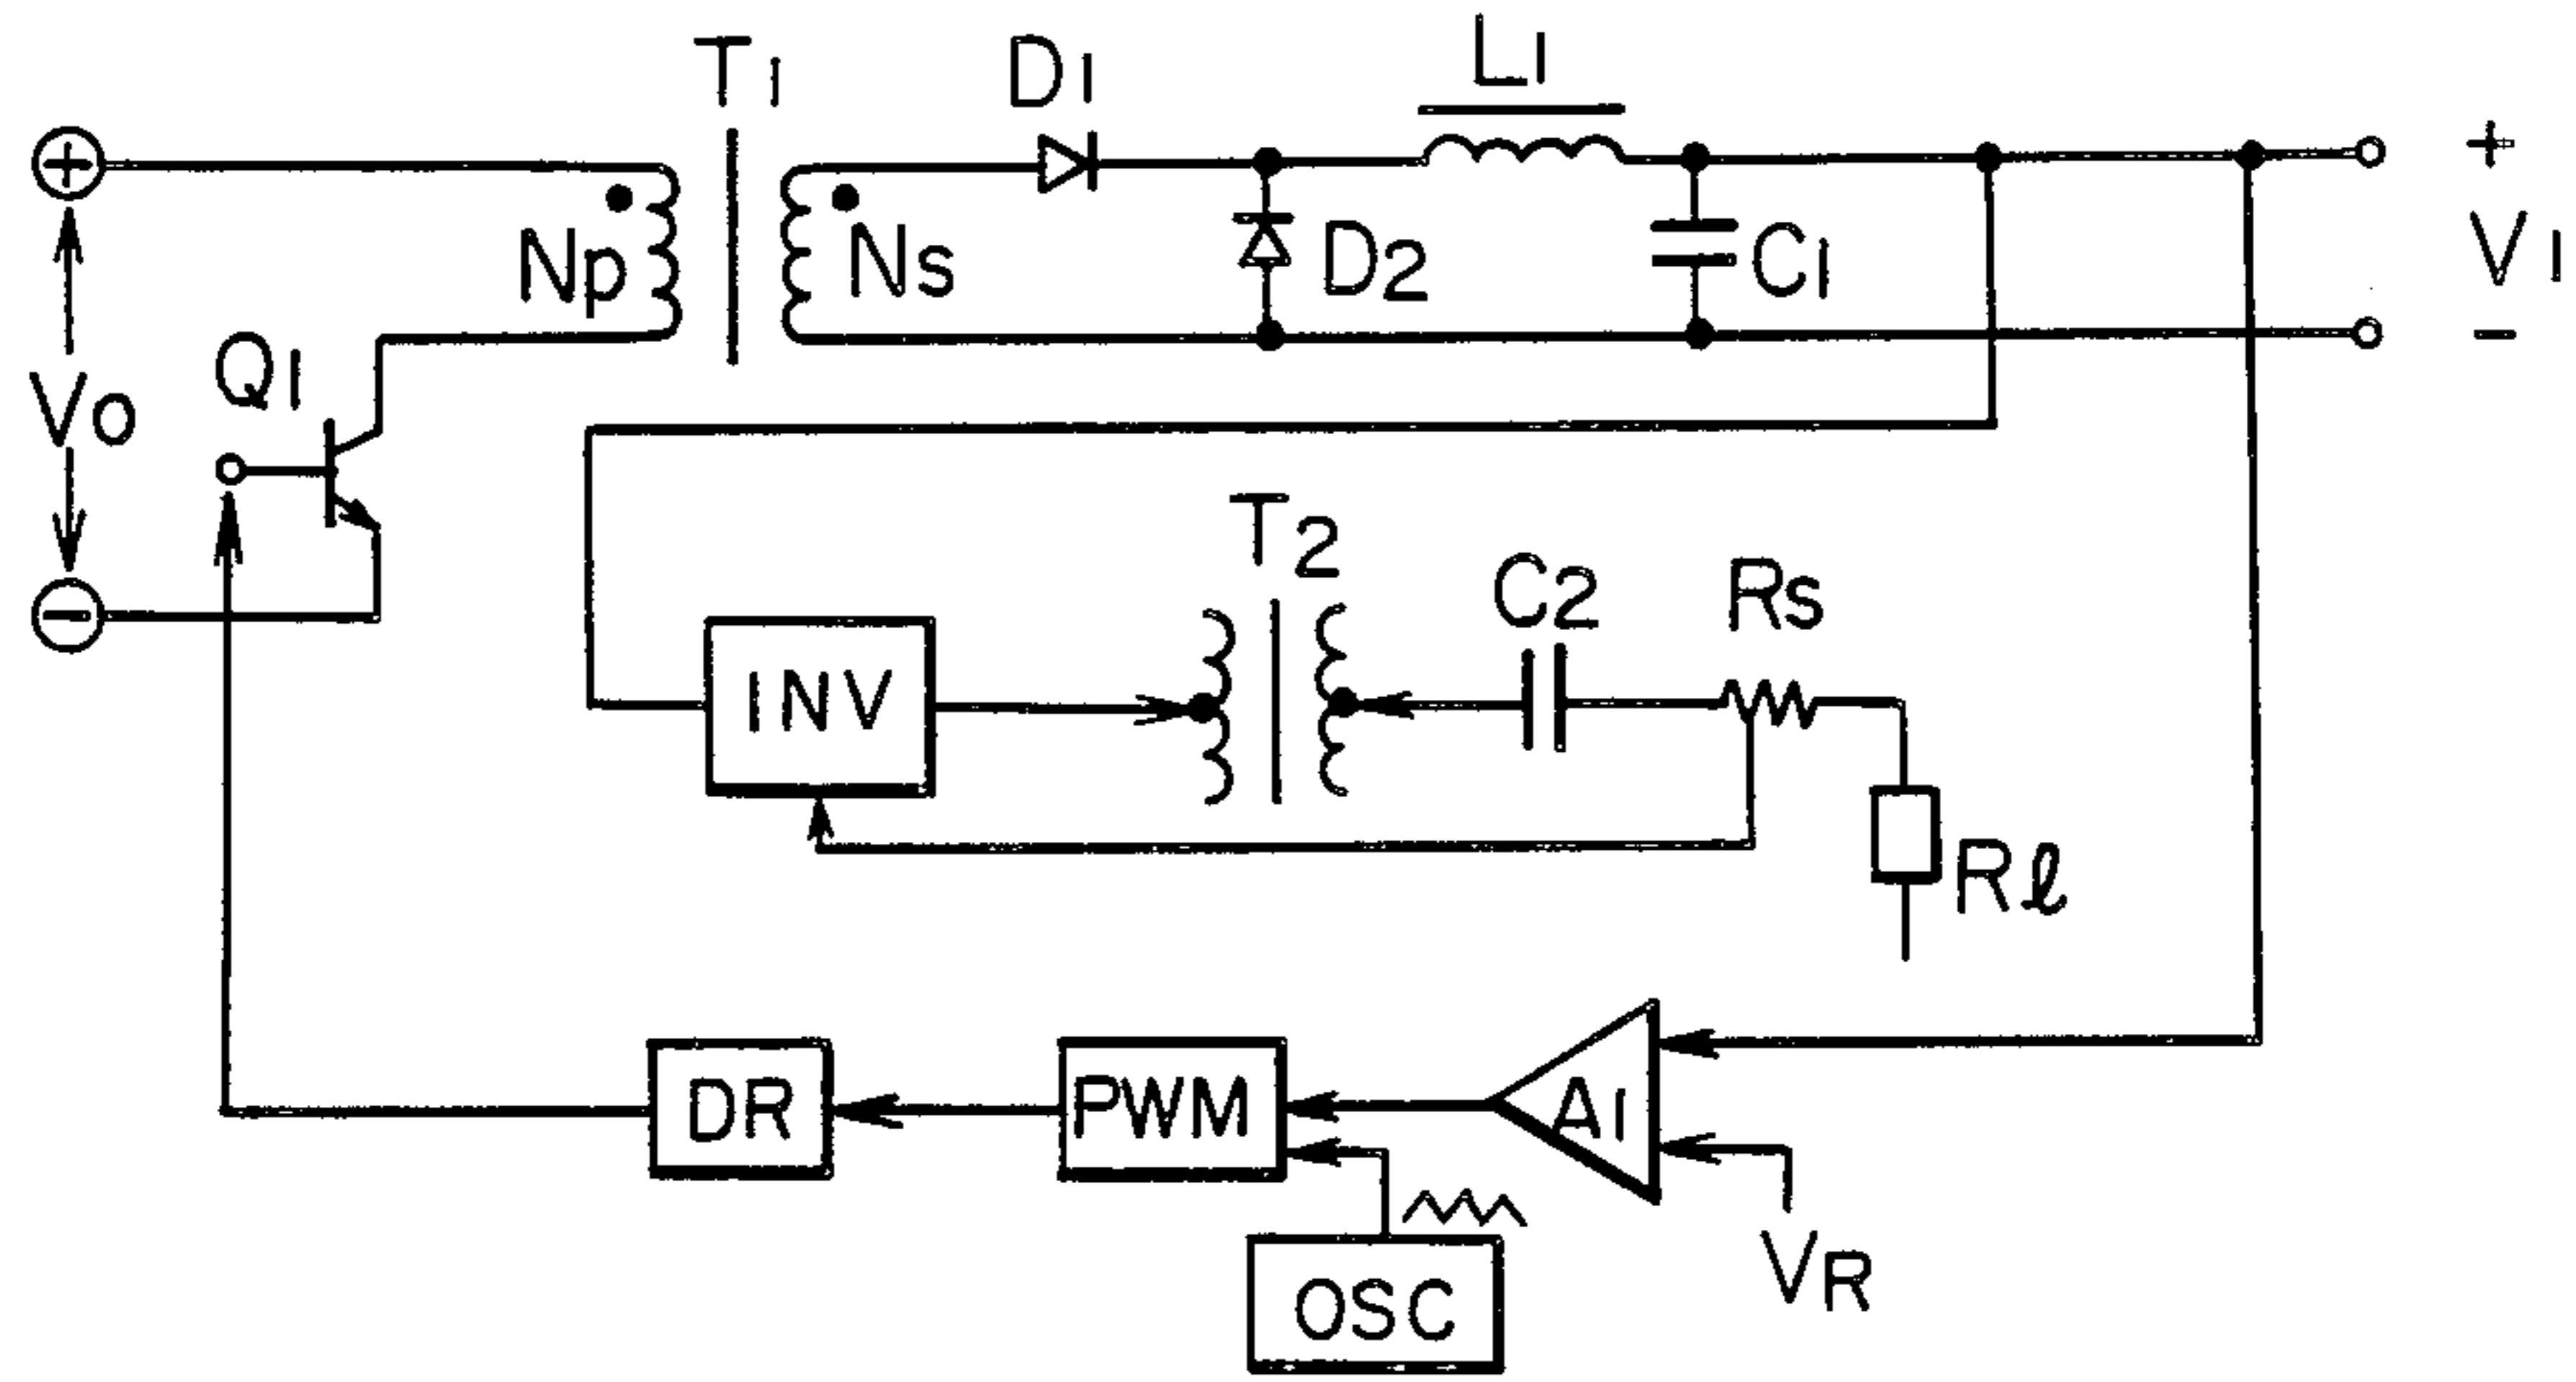 T1
D1
L1
+
+
Np
Ns
D2
C1
V1
-
Q1
Vo
T2
C2
Rs
-
INV
Rℓ
DR
PWM
A1
OSC
VR